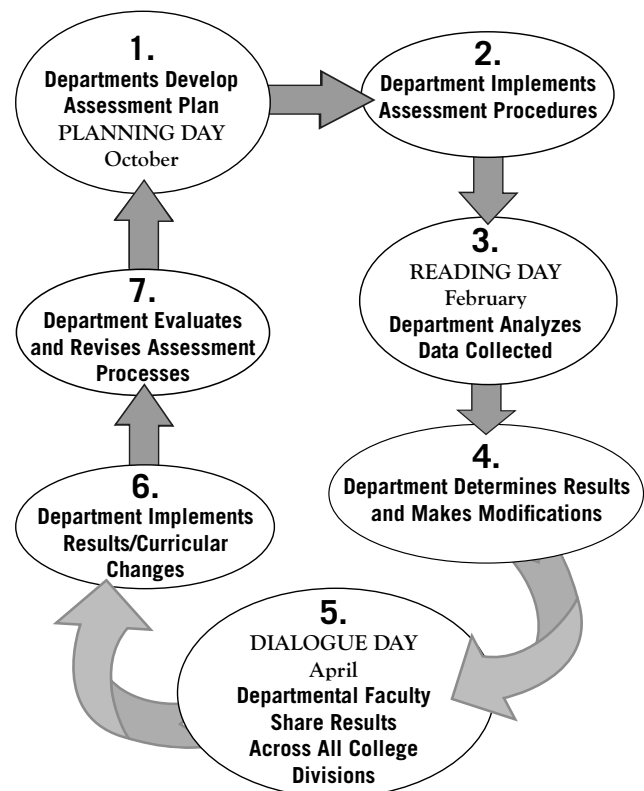 1.
Departments Develop
Assessment Plan
PLANNING DAY
October
2.
Department Implements
Assessment Procedures
3.
READING DAY
February
Department Analyzes
Data Collected
4.
Department Determines Results
and Makes Modifications
5.
DIALOGUE DAY
April
Departmental Faculty
Share Results
Across All College
Divisions
6.
Department Implements
Results/Curricular
Changes
7.
Department Evaluates
and Revises Assessment
Processes